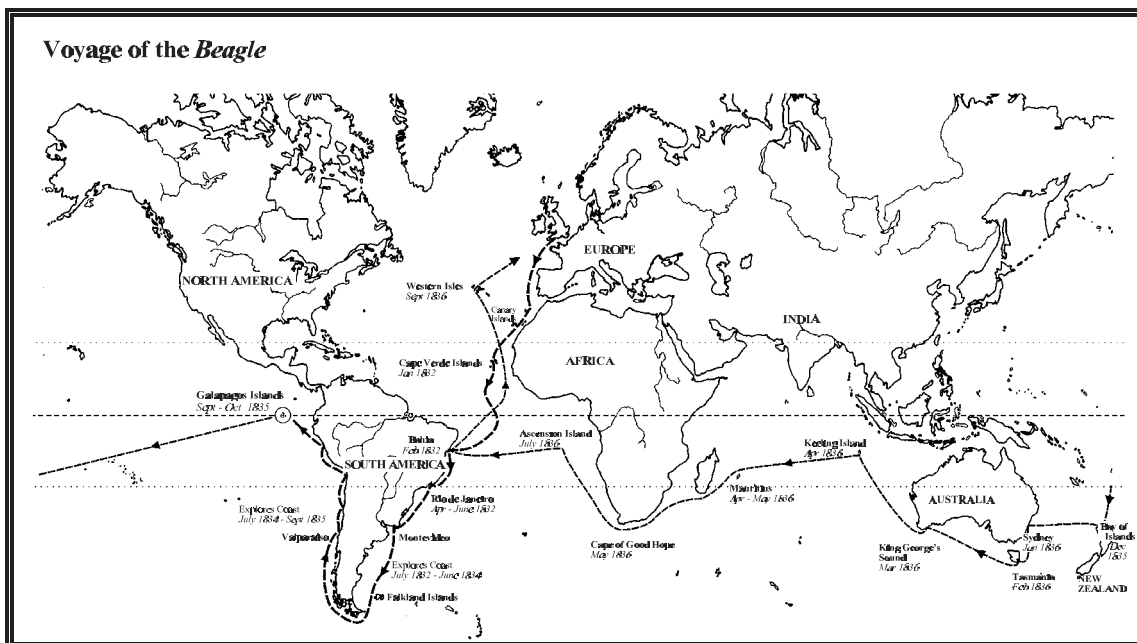 Voyage of the Beagle
NORTH AMERICA
Western Isles
Sept 1836
EUROPE
Canary
Islands
INDIA
Cape Verde Islands
Jan 1832
AFRICA
Galapagos Islands
Sept - Oct 1835
Bahia
Feb 1832
Ascension Island
July 1836
Keeling Island
Apr 1836
SOUTH AMERICA
Rio de Janeiro
Apr - June 1832
Mauritius
Apr - May 1836
AUSTRALIA
Explores Coast
July 1834 - Sept 1835
Valparaiso
Montevideo
Cape of Good Hope
May 1836
King George's
Sound
Mar 1836
Sydney
Jan 1836
Bay of
Islands
Dec
1835
Explores Coast
July 1832 - June 1834
Tasmania
Feb 1836
NEW
ZEALAND
Falkland Islands